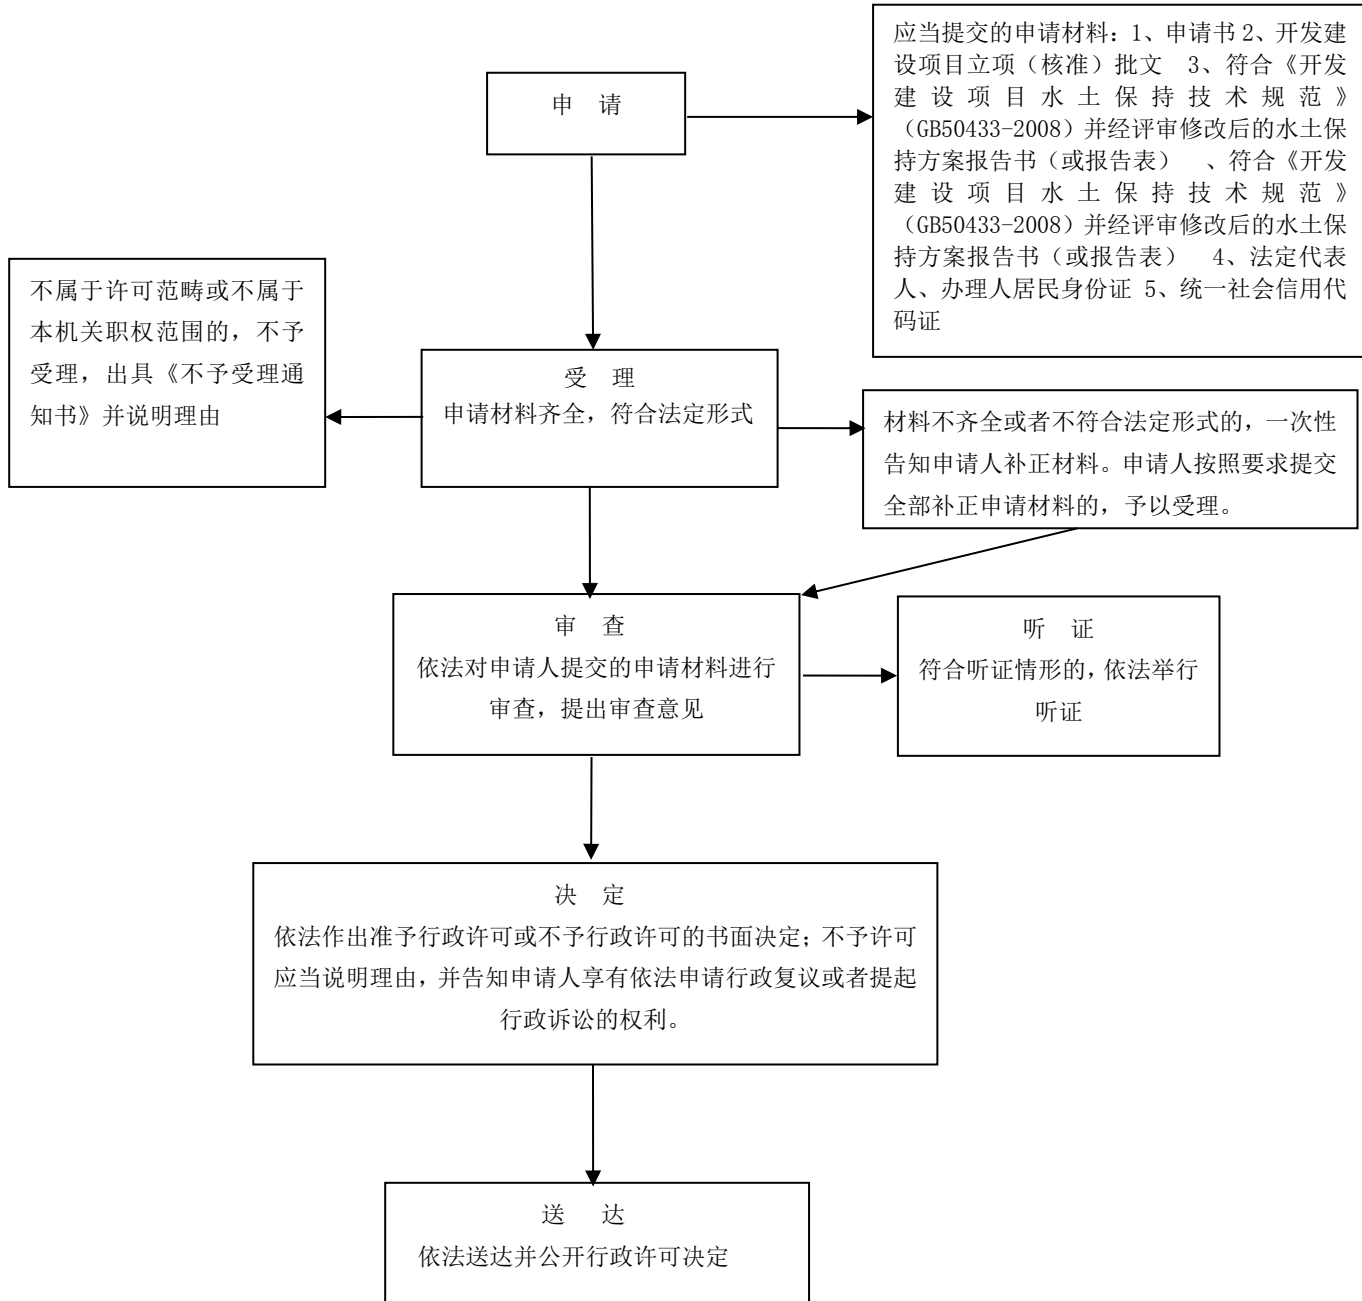 申 请
应当提交的申请材料：1、申请书 2、开发建
设项目立项（核准）批文 3、符合《开发
建设项目水土保持技术规范》
（GB50433-2008）并经评审修改后的水土保
持方案报告书（或报告表） 、符合《开发
建设项目水土保持技术规范》
（GB50433-2008）并经评审修改后的水土保
持方案报告书（或报告表） 4、法定代表
人、办理人居民身份证 5、统一社会信用代
码证
不属于许可范畴或不属于
本机关职权范围的，不予
受理，出具《不予受理通
知书》并说明理由
受 理
申请材料齐全，符合法定形式
材料不齐全或者不符合法定形式的，一次性
告知申请人补正材料。申请人按照要求提交
全部补正申请材料的，予以受理。
审 查
依法对申请人提交的申请材料进行
审查，提出审查意见
听 证
符合听证情形的，依法举行
听证
决 定
依法作出准予行政许可或不予行政许可的书面决定；不予许可
应当说明理由，并告知申请人享有依法申请行政复议或者提起
行政诉讼的权利。
送 达
依法送达并公开行政许可决定